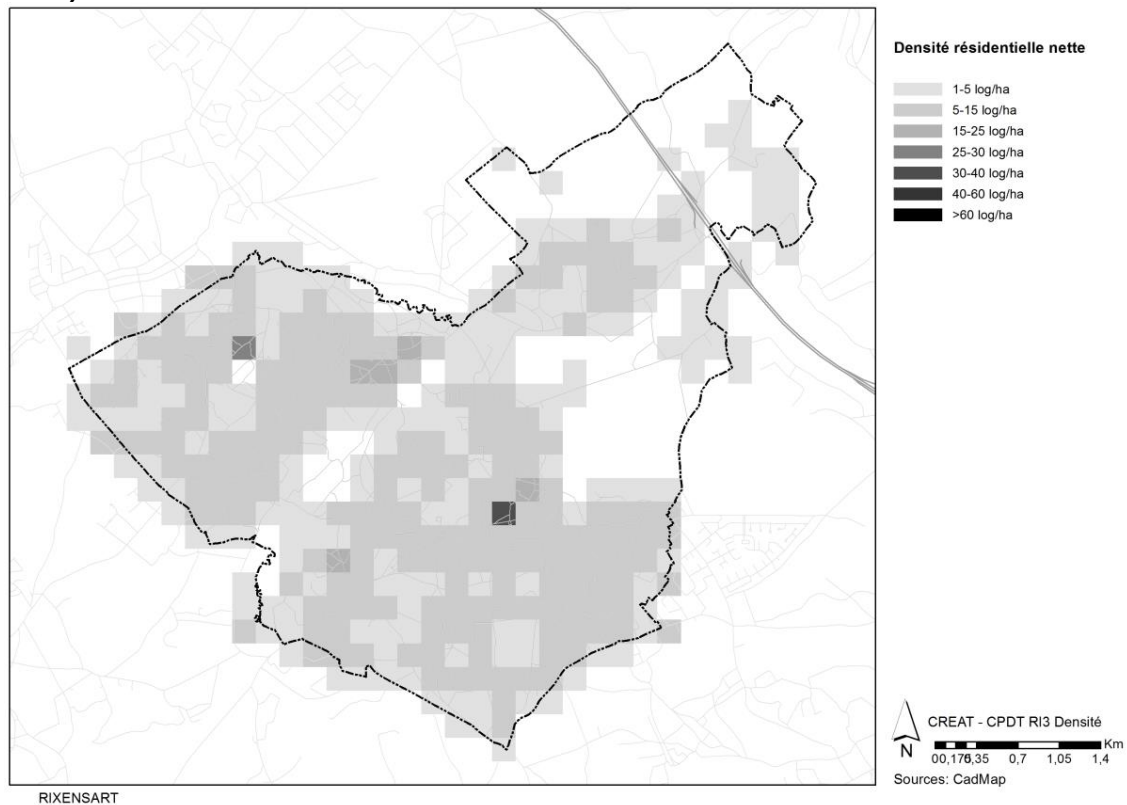 Densité résidentielle nette
1-5 log/ha
5-15 log/ha
15-25 log/ha
25-30 log/ha
30-40 log/ha
40-60 log/ha
>60 log/ha
CREAT - CPDT RI3 Densité
N
Km
0,35 0,7 1,05 1,4
Sources: CadMap
RIXENSART